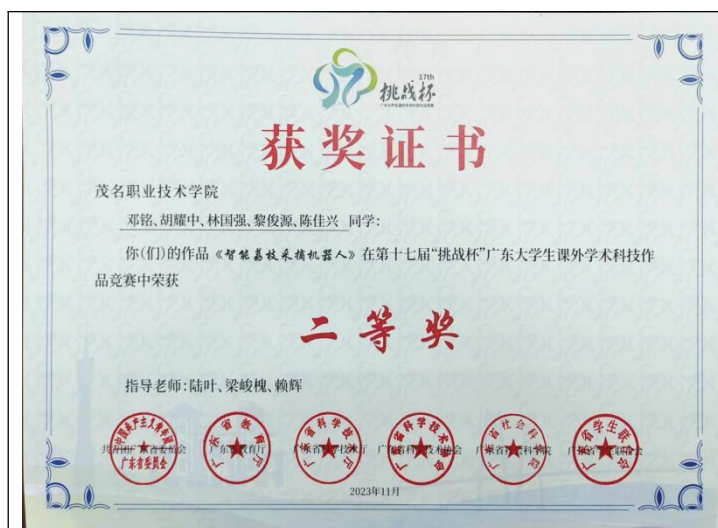 17th
挑战杯
获奖证书
茂名职业技术学院
邓铭、胡耀中、林国强、黎俊源、陈佳兴 同学:
你(们)的作品《智能荔枝采摘机器人》在第十七届“挑战杯”广东大学生课外学术科技作
品竞赛中荣获
二等奖
指导老师:陆叶、梁峻槐、赖辉
共青团广东省委员会 广东省教育厅 广东省科学技术厅 广东省科学技术协会 广东省社会科学院 广东省学生联合会
广东省委员会
2023年11月